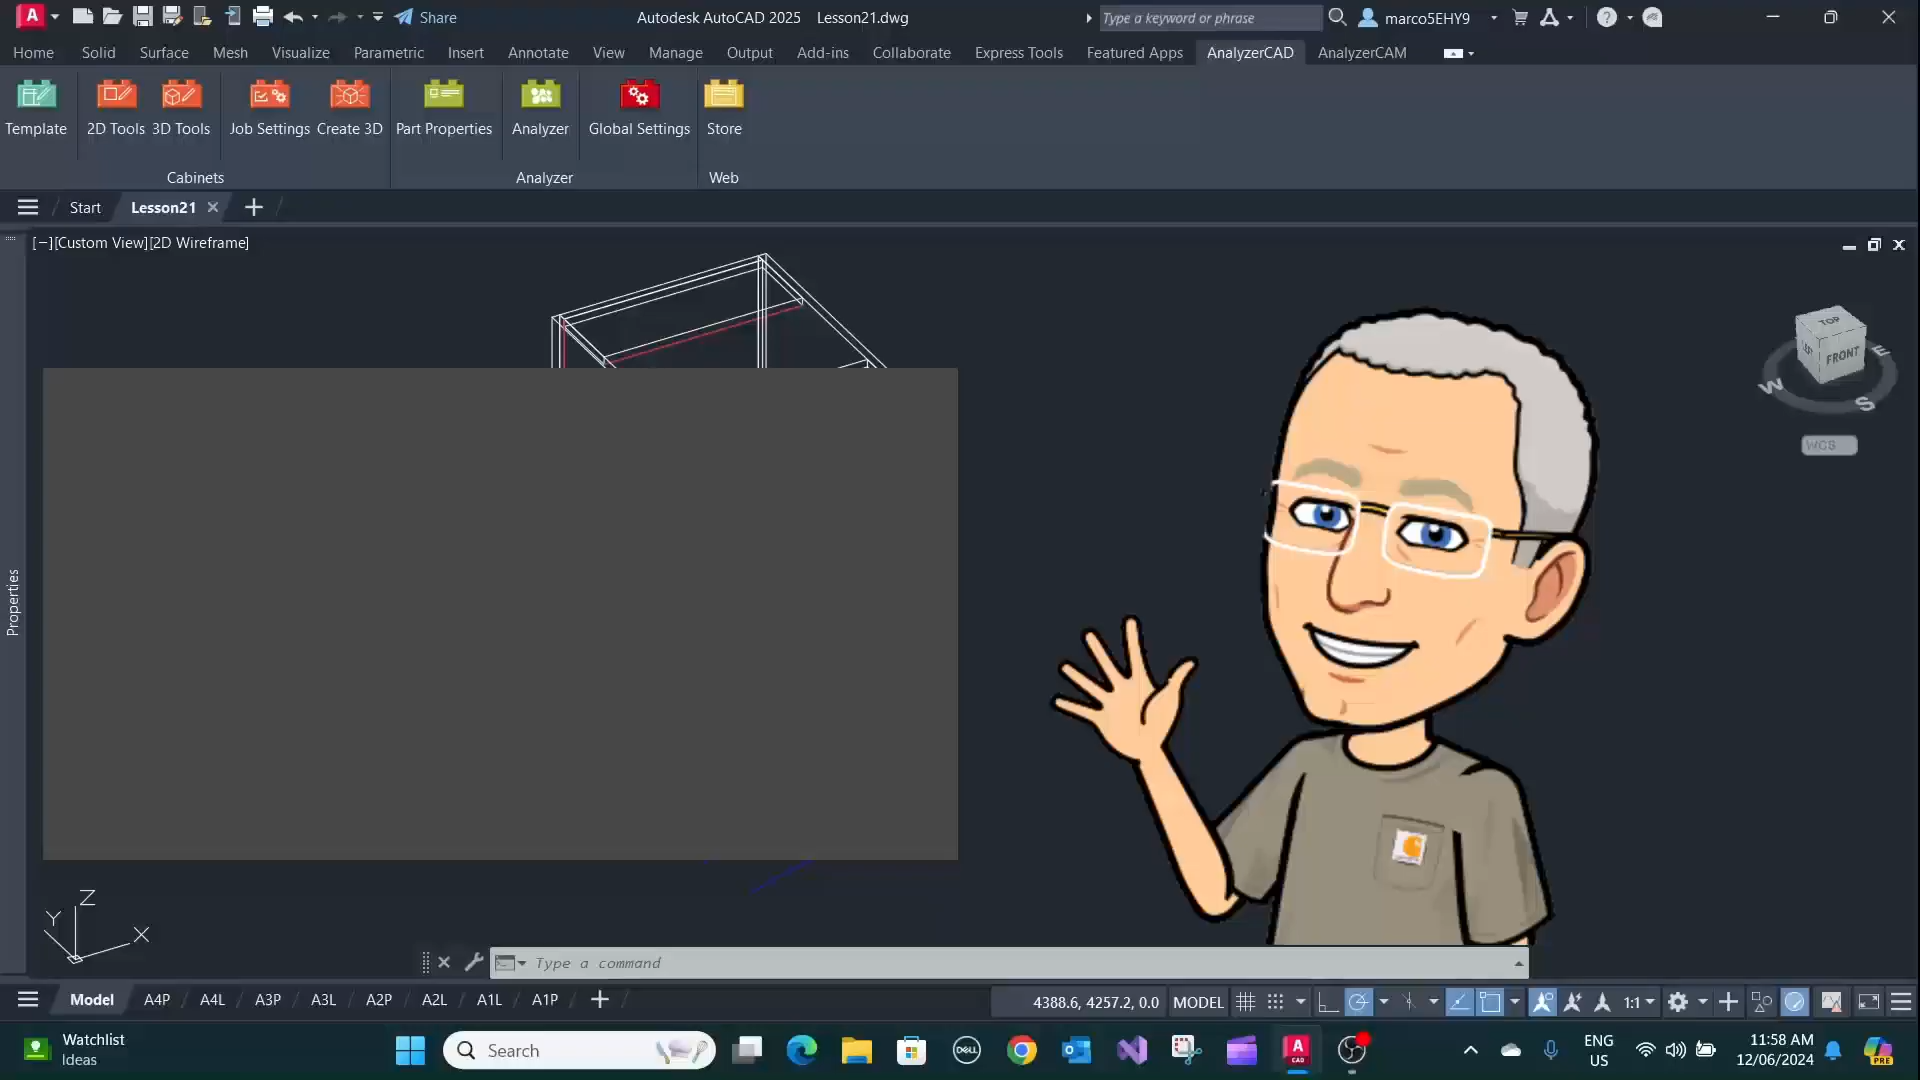 A Share Autodesk AutoCAD 2025 Lesson21.dwg Type a keyword or phrase marco5EHY9
Home Solid Surface Mesh Visualize Parametric Insert Annotate View Manage Output Add-ins Collaborate Express Tools Featured Apps AnalyzerCAD AnalyzerCAM
Template 2D Tools 3D Tools Job Settings Create 3D Part Properties Analyzer Global Settings Store
Cabinets Analyzer Web
Start Lesson21
[−][Custom View][2D Wireframe]
TOP
LEFT FRONT E
W S
WCS
Properties
Z
Y X
Type a command
Model A4P A4L A3P A3L A2P A2L A1L A1P 4388.6, 4257.2, 0.0 MODEL 1:1
Watchlist
Ideas
Search DELL A CAD ENG
US 11:58 AM
12/06/2024 PRE